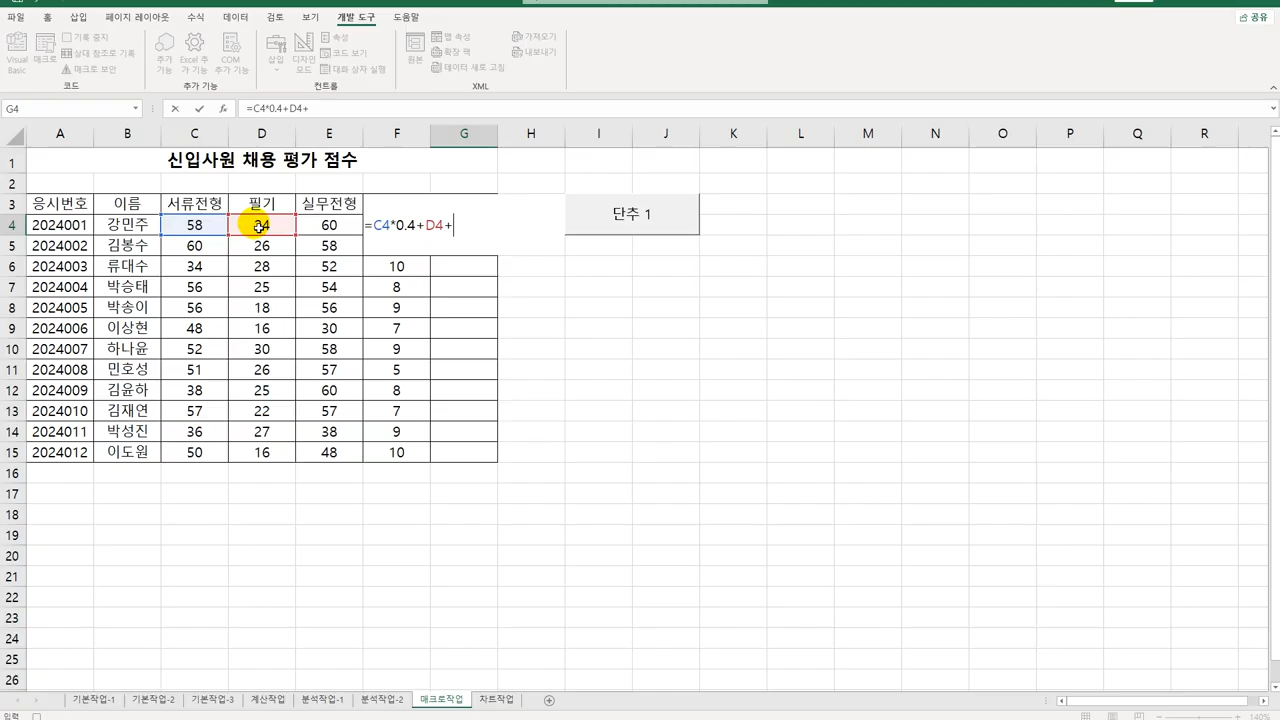 파일 홈 삽입 페이지 레이아웃 수식 데이터 검토 보기 개발 도구 도움말 공유
Visual Basic 매크로 기록 중지 상대 참조로 기록 매크로 보안 추가 기능 Excel 추가 기능 COM 추가 기능 삽입 디자인 모드 속성 코드 보기 대화 상자 실행 원본 맵 속성 확장 팩 데이터 새로 고침 가져오기 내보내기
코드 추가 기능 컨트롤 XML
G4 =C4*0.4+D4+
A B C D E F G H I J K L M N O P Q R
1 신입사원 채용 평가 점수
2
3 응시번호 이름 서류전형 필기 실무전형 단추 1
4 2024001 강민주 58 24 60 =C4*0.4+D4+
5 2024002 김봉수 60 26 58
6 2024003 류대수 34 28 52 10
7 2024004 박승태 56 25 54 8
8 2024005 박송이 56 18 56 9
9 2024006 이상현 48 16 30 7
10 2024007 하나윤 52 30 58 9
11 2024008 민호성 51 26 57 5
12 2024009 김윤하 38 25 60 8
13 2024010 김재연 57 22 57 7
14 2024011 박성진 36 27 38 9
15 2024012 이도원 50 16 48 10
16
17
18
19
20
21
22
23
24
25
26
기본작업-1 기본작업-2 기본작업-3 계산작업 분석작업-1 분석작업-2 매크로작업 차트작업
입력 140%